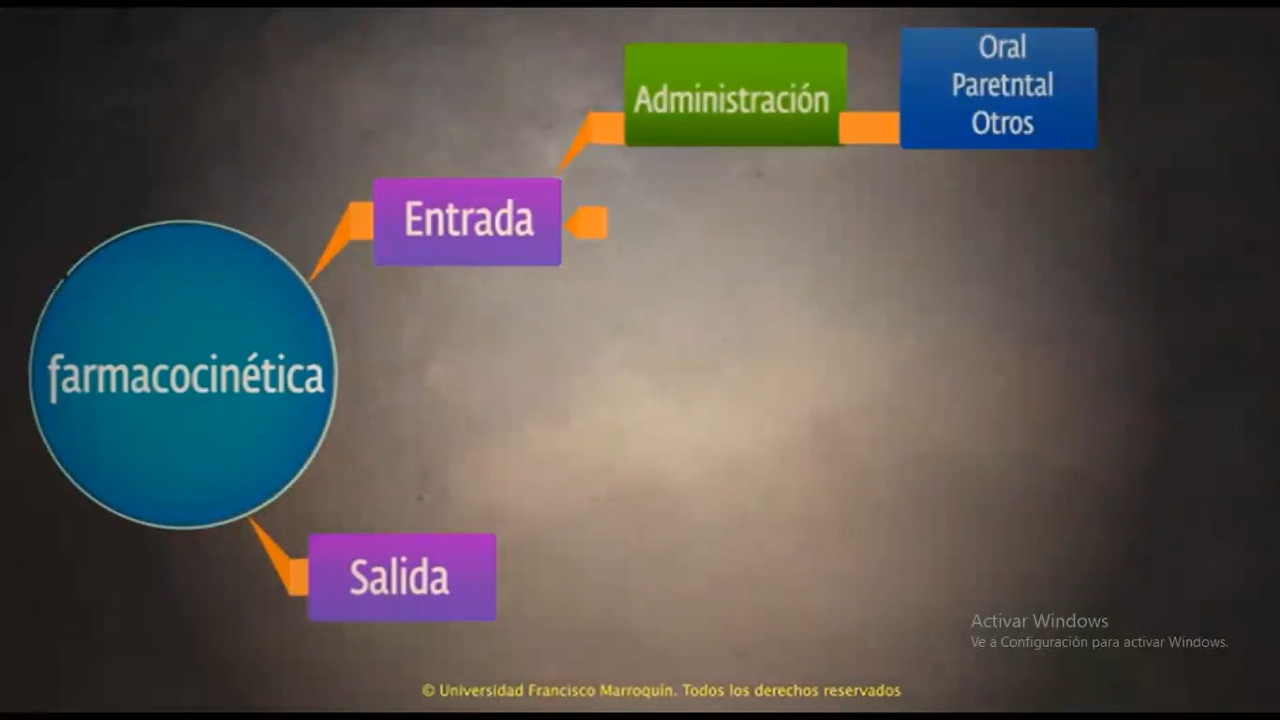 Oral
Paretntal
Otros
Administración
Entrada
farmacocinética
Salida
Activar Windows
Ve a Configuración para activar Windows.
© Universidad Francisco Marroquín. Todos los derechos reservados